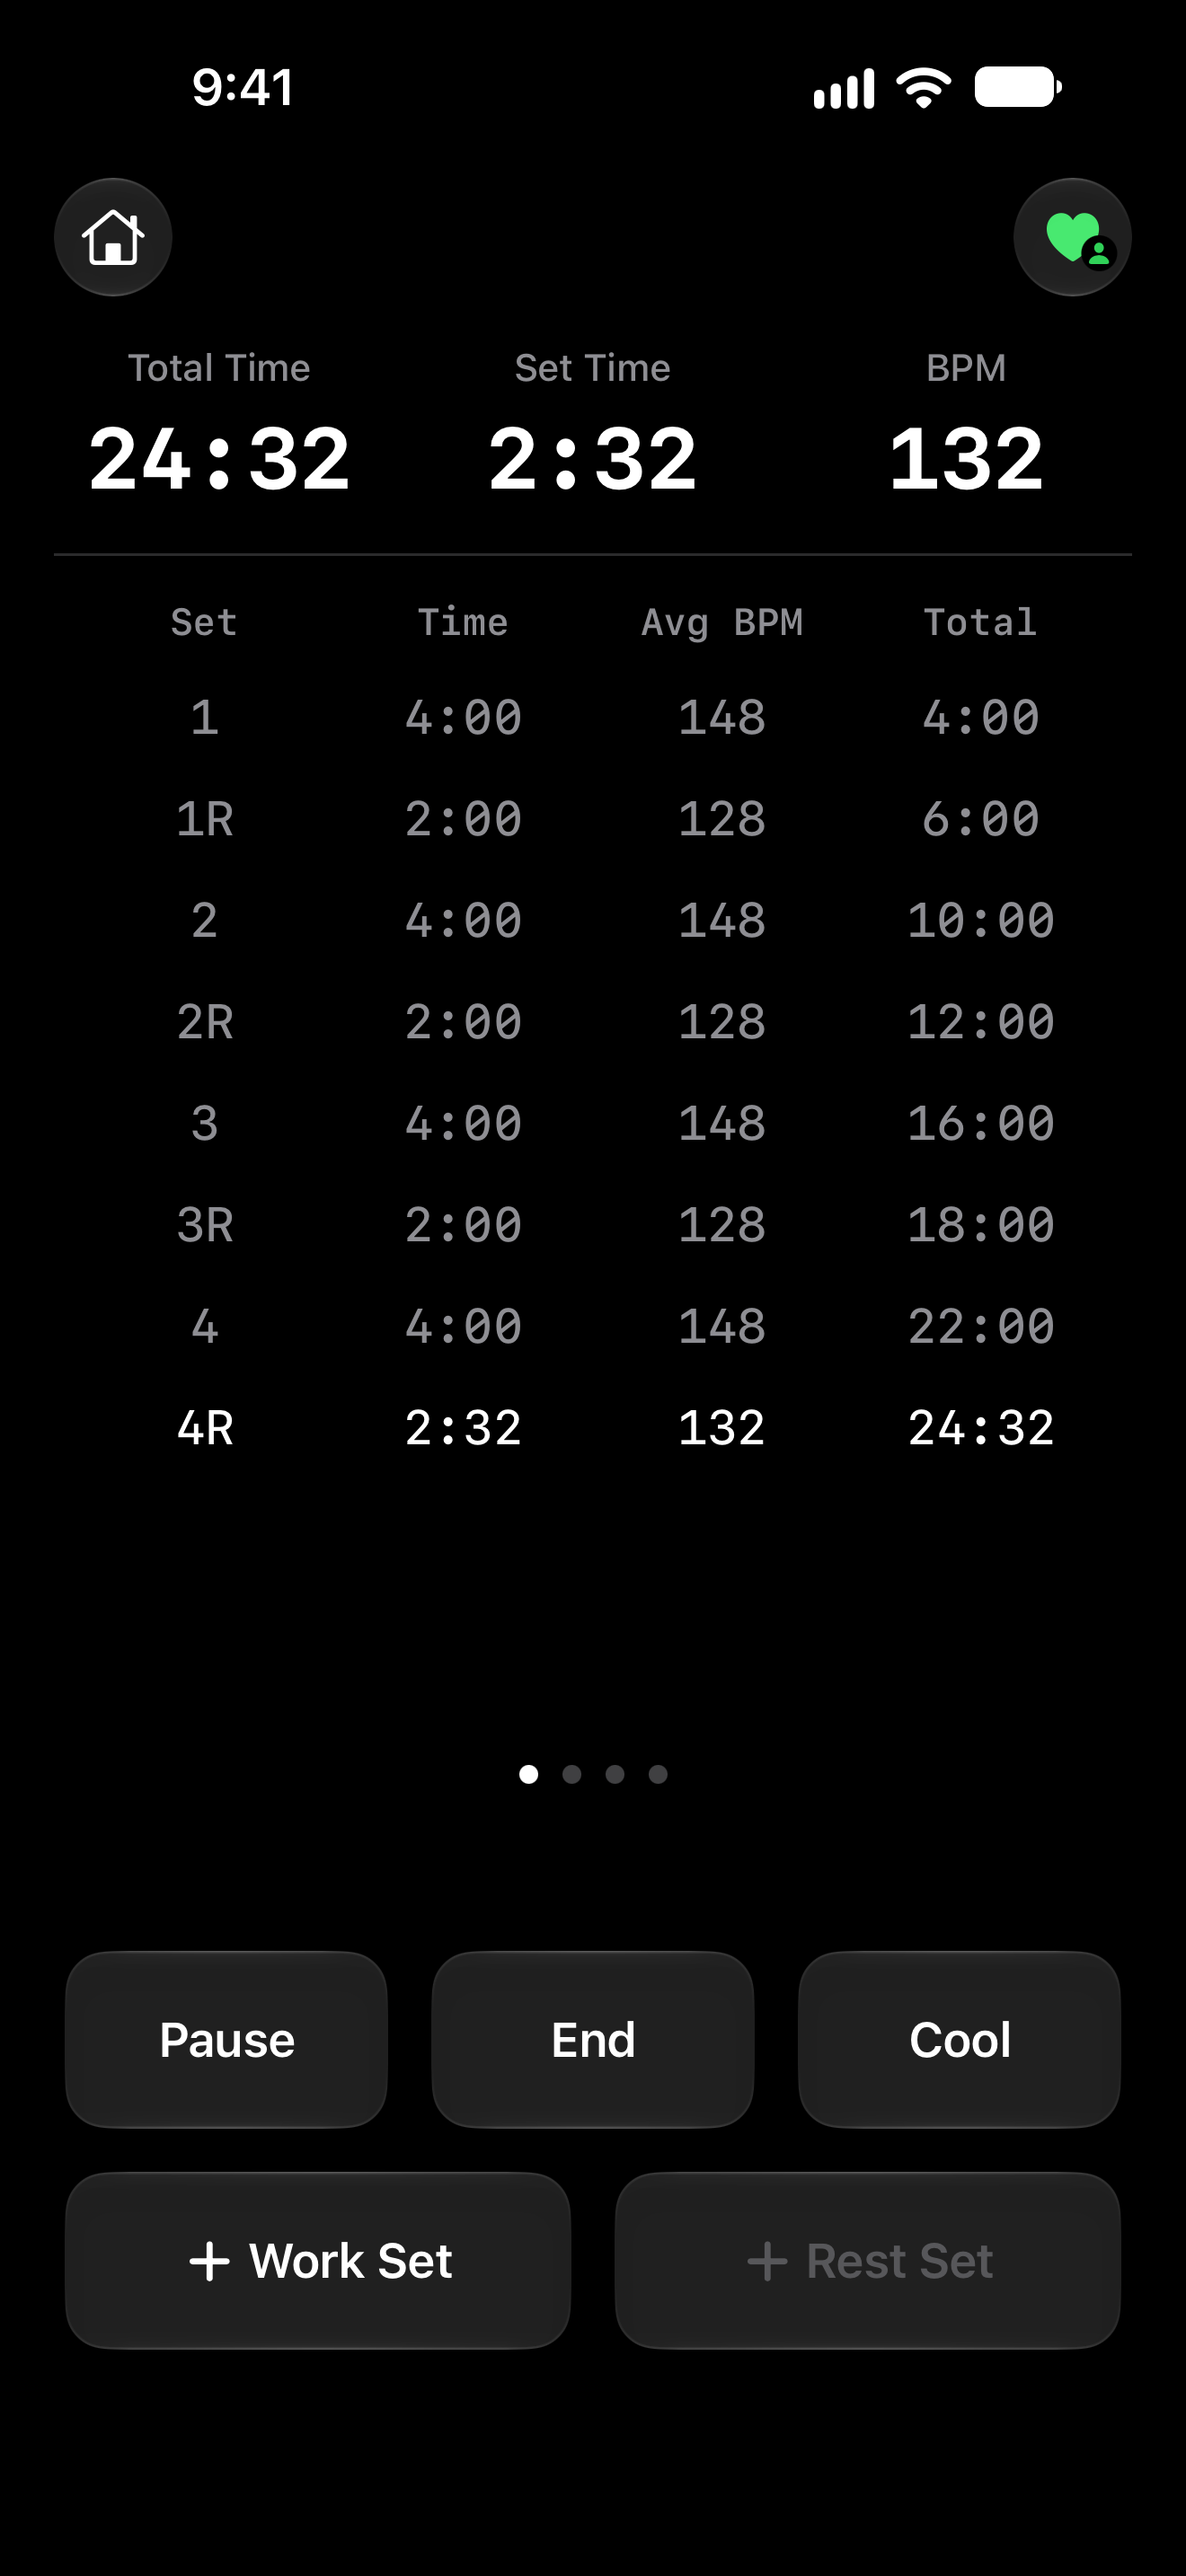 9:41
Total Time Set Time BPM
24:32 2:32 132
Set Time Avg BPM Total
1 4:00 148 4:00
1R 2:00 128 6:00
2 4:00 148 10:00
2R 2:00 128 12:00
3 4:00 148 16:00
3R 2:00 128 18:00
4 4:00 148 22:00
4R 2:32 132 24:32
Pause End Cool
+ Work Set + Rest Set